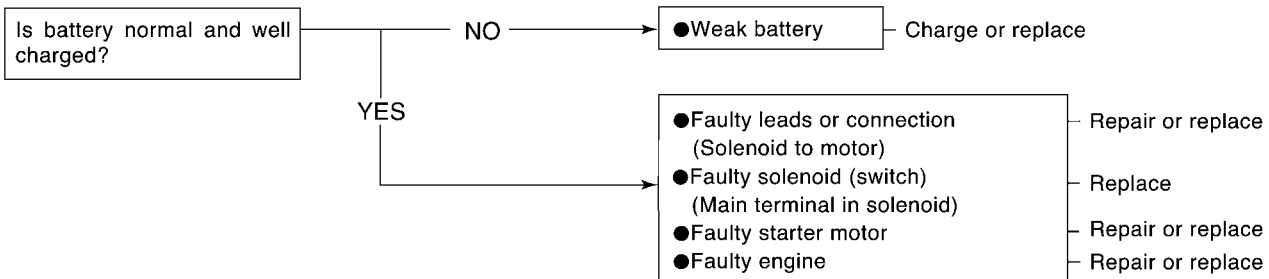 Is battery normal and well
charged?
NO
●Weak battery
Charge or replace
YES
●Faulty leads or connection
(Solenoid to motor)
Repair or replace
●Faulty solenoid (switch)
(Main terminal in solenoid)
Replace
●Faulty starter motor
Repair or replace
●Faulty engine
Repair or replace